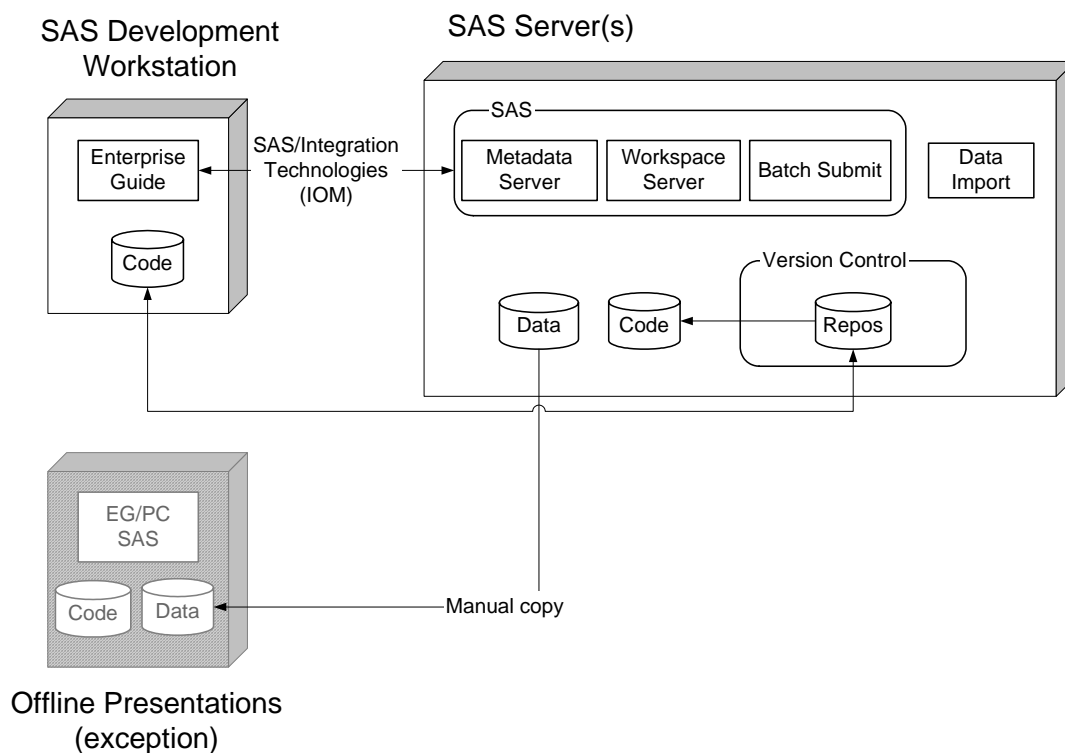 SAS Development
Workstation
SAS Server(s)
SAS
Enterprise
Guide
SAS/Integration
Technologies
(IOM)
Metadata
Server
Workspace
Server
Batch Submit
Data
Import
Code
Version Control
Data
Code
Repos
EG/PC
SAS
Code
Data
Manual copy
Offline Presentations
(exception)